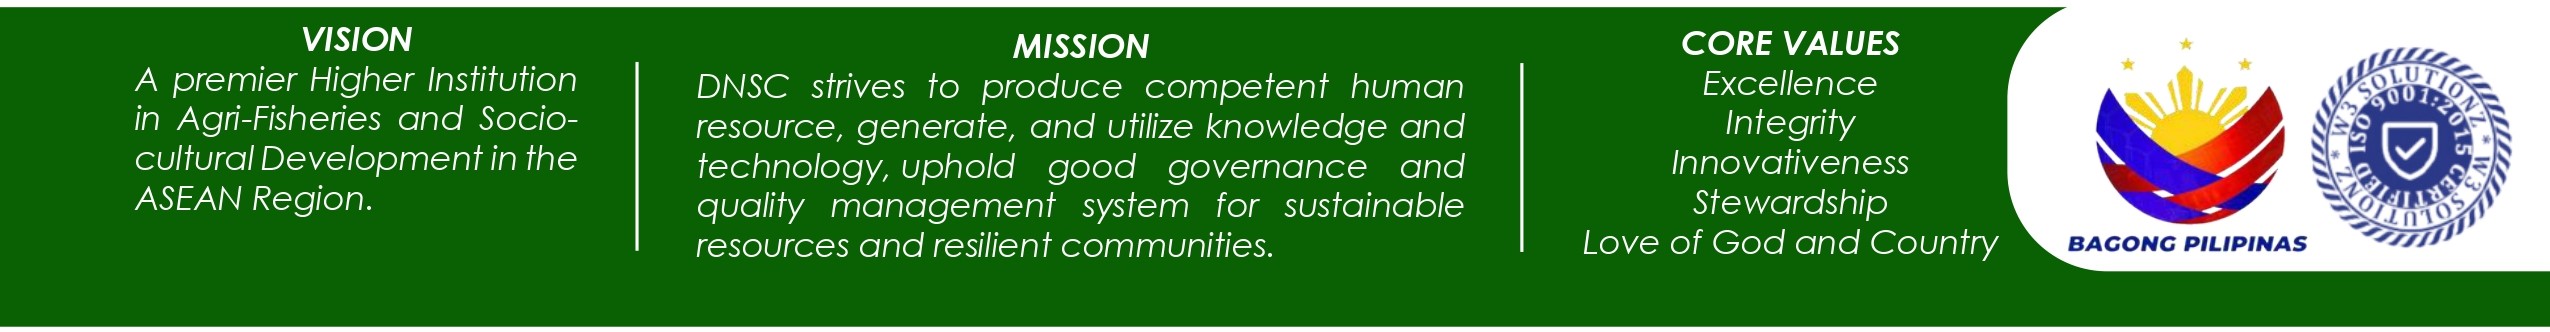 VISION
A premier Higher Institution
in Agri-Fisheries and Socio-
cultural Development in the
ASEAN Region.
MISSION
DNSC strives to produce competent human
resource, generate, and utilize knowledge and
technology, uphold good governance and
quality management system for sustainable
resources and resilient communities.
CORE VALUES
Excellence
Integrity
Innovativeness
Stewardship
Love of God and Country
BAGONG PILIPINAS
* W3 SOLUTIONZ * W3 SOLUTIONZ
ISO 9001:2015 CERTIFIED